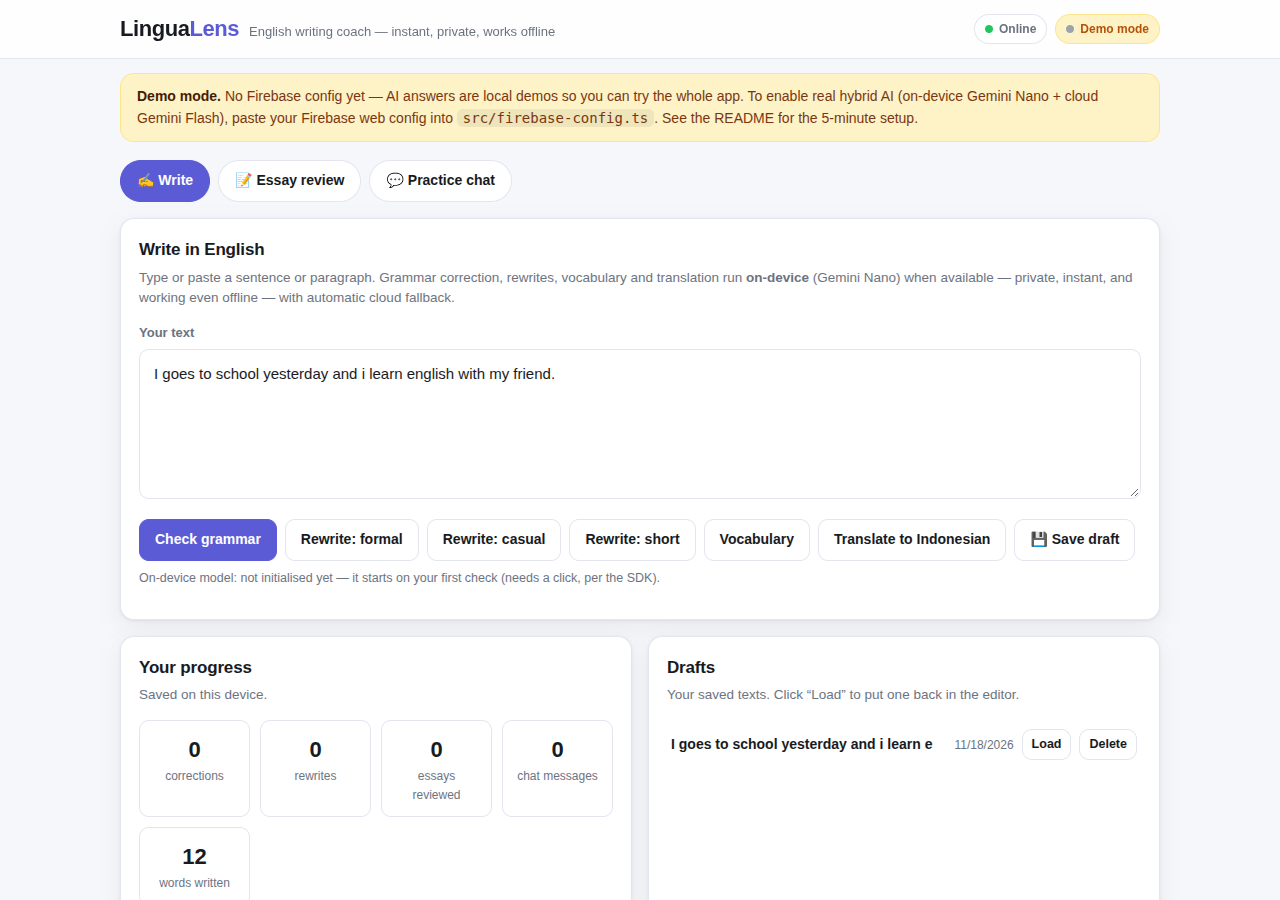 LinguaLens English writing coach — instant, private, works offline
Online
Demo mode
Demo mode. No Firebase config yet — AI answers are local demos so you can try the whole app. To enable real hybrid AI (on-device Gemini Nano + cloud
Gemini Flash), paste your Firebase web config into src/firebase-config.ts. See the README for the 5-minute setup.
✍️ Write
📝 Essay review
💬 Practice chat
Write in English
Type or paste a sentence or paragraph. Grammar correction, rewrites, vocabulary and translation run on-device (Gemini Nano) when available — private, instant, and
working even offline — with automatic cloud fallback.
Your text
I goes to school yesterday and i learn english with my friend.
Check grammar
Rewrite: formal
Rewrite: casual
Rewrite: short
Vocabulary
Translate to Indonesian
💾 Save draft
On-device model: not initialised yet — it starts on your first check (needs a click, per the SDK).
Your progress
Saved on this device.
0
corrections
0
rewrites
0
essays
reviewed
0
chat messages
12
words written
Drafts
Your saved texts. Click “Load” to put one back in the editor.
I goes to school yesterday and i learn e
11/18/2026
Load
Delete